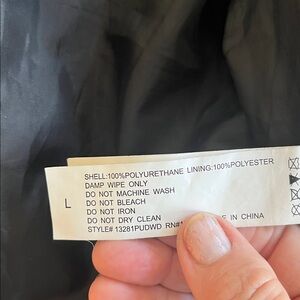 SHELL:100%POLYURETHANE LINING:100%POLYESTER
DAMP WIPE ONLY
DO NOT MACHINE WASH
DO NOT BLEACH
L
DO NOT IRON
DO NOT DRY CLEAN
STYLE# 13281PUDWD RN# IN CHINA